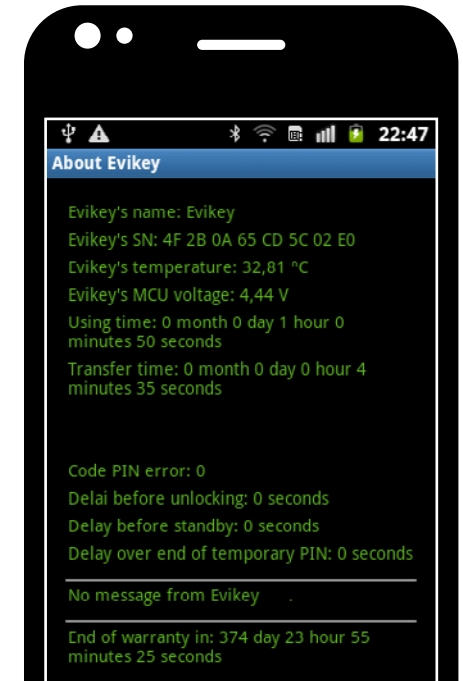 22:47
About Evikey
Evikey's name: Evikey
Evikey's SN: 4F 2B 0A 65 CD 5C 02 E0
Evikey's temperature: 32,81 °C
Evikey's MCU voltage: 4,44 V
Using time: 0 month 0 day 1 hour 0
minutes 50 seconds
Transfer time: 0 month 0 day 0 hour 4
minutes 35 seconds
Code PIN error: 0
Delai before unlocking: 0 seconds
Delay before standby: 0 seconds
Delay over end of temporary PIN: 0 seconds
No message from Evikey .
End of warranty in: 374 day 23 hour 55
minutes 25 seconds